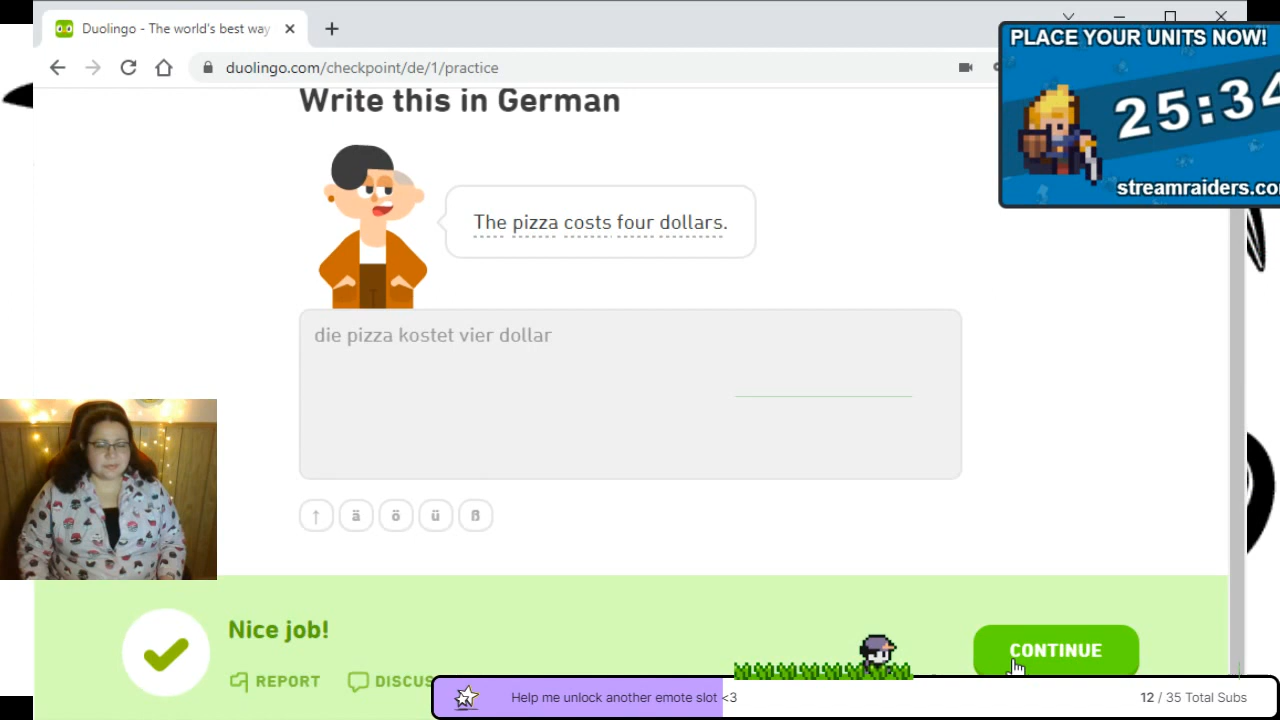 Duolingo - The world's best way
duolingo.com/checkpoint/de/1/practice
PLACE YOUR UNITS NOW!
25:34
streamraiders.co
Write this in German
The pizza costs four dollars.
die pizza kostet vier dollar
↑ ä ö ü ß
Nice job!
REPORT
DISCUS
CONTINUE
Help me unlock another emote slot <3
12 / 35 Total Subs